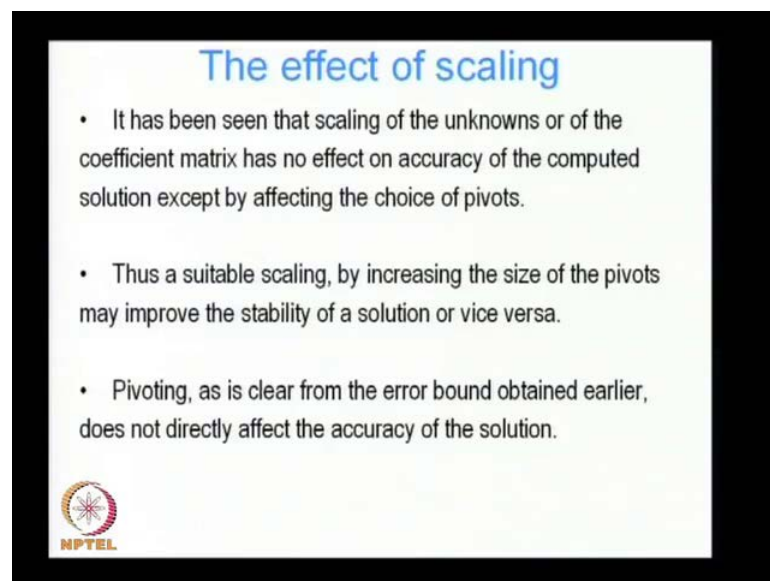 The effect of scaling
• It has been seen that scaling of the unknowns or of the
coefficient matrix has no effect on accuracy of the computed
solution except by affecting the choice of pivots.
• Thus a suitable scaling, by increasing the size of the pivots
may improve the stability of a solution or vice versa.
• Pivoting, as is clear from the error bound obtained earlier,
does not directly affect the accuracy of the solution.
NPTEL